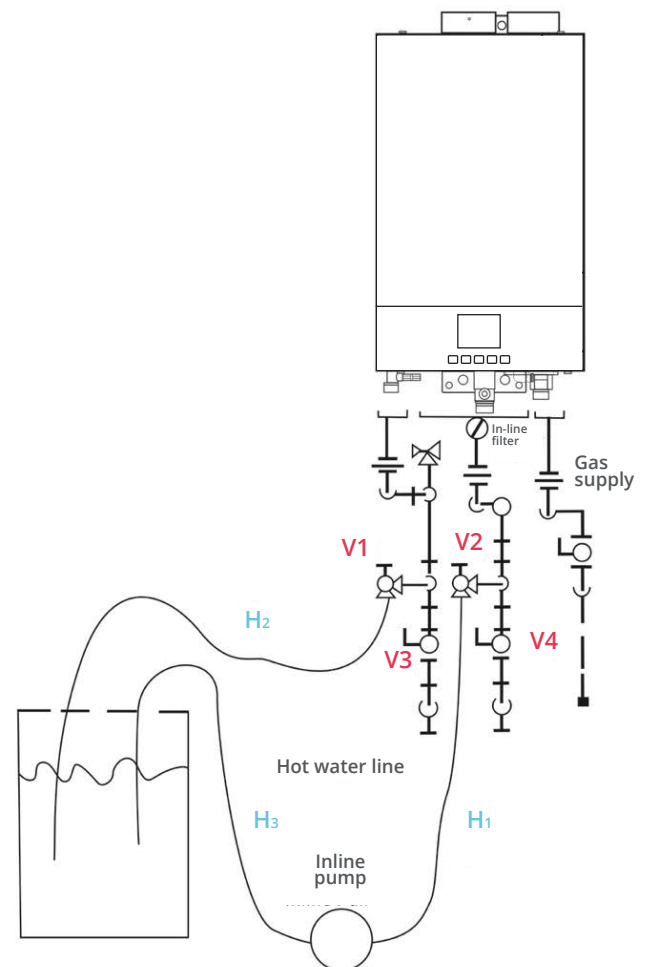 In-line
filter
Gas
supply
V1
V2
H2
V3
V4
Hot water line
H3
H1
Inline
pump